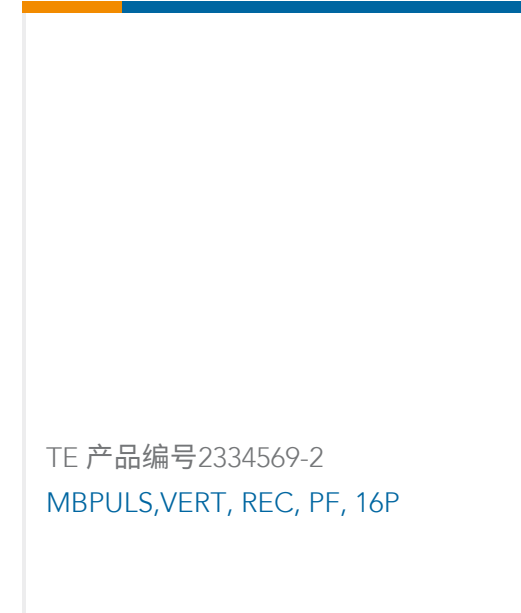 TE 产品编号2334569-2
MBPULS,VERT, REC, PF, 16P